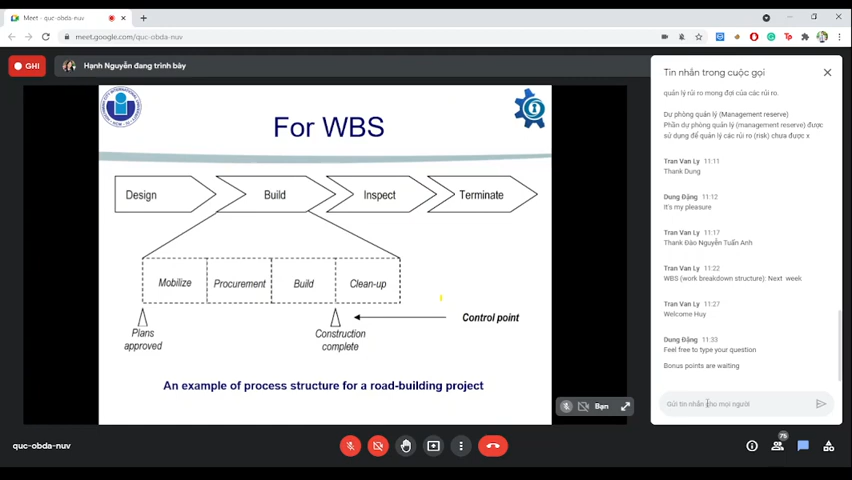 Meet - quc-obda-nuv
meet.google.com/quc-obda-nuv
GHI
Hạnh Nguyễn đang trình bày
For WBS
Design
Build
Inspect
Terminate
Mobilize
Procurement
Build
Clean-up
Plans
approved
Construction
complete
Control point
An example of process structure for a road-building project
Bạn
quc-obda-nuv
Tin nhắn trong cuộc gọi
quản lý rủi ro mong đợi của các rủi ro.
Dự phòng quản lý (Management reserve)
Phần dự phòng quản lý (management reserve) được
sử dụng để quản lý các rủi ro (risk) chưa được x
Tran Van Ly 11:11
Thank Dung
Dung Đặng 11:12
It's my pleasure
Tran Van Ly 11:17
Thank Đào Nguyễn Tuấn Anh
Tran Van Ly 11:22
WBS (work breakdown structure): Next week
Tran Van Ly 11:27
Welcome Huy
Dung Đặng 11:33
Feel free to type your question
Bonus points are waiting
Gửi tin nhắn cho mọi người
75